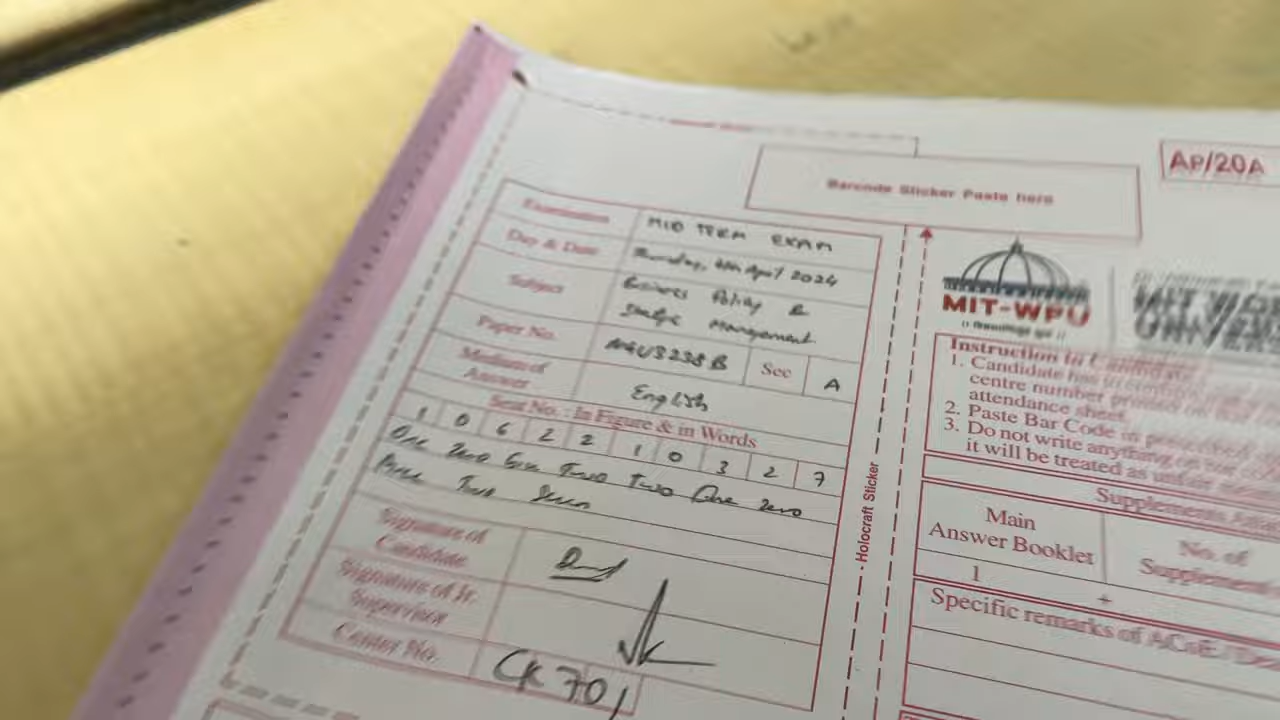 AP/20A
Barcode Sticker Paste here
Examination MID TERM EXAM
Day & Date Thursday, 4th April 2024
Subject Business Policy &
Management
Paper No. Sec A
Medium of Answer English
Seat No. : In Figure & in Words
1 0 6 2 2 1 0 3 2 7
One Zero Six Two Two One Zero
Three Two Seven
Signature of Candidate
Signature of Jr. Supervisor
Center No. CK 701
Holocraft Sticker
MIT-WPU
Instruction to
1. Candidate has
centre number
attendance sheet
2. Paste Bar Code in
3. Do not write
it will be treated as unfair
Main
Answer Booklet
No. of
1
+
Specific remarks of